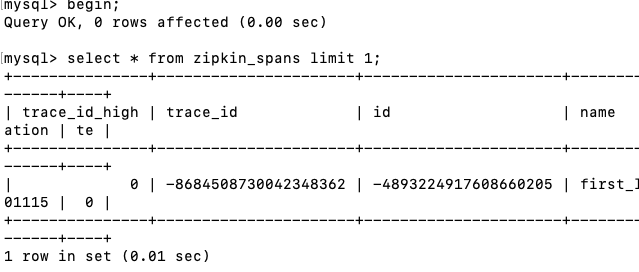 mysql> begin;
Query OK, 0 rows affected (0.00 sec)
mysql> select * from zipkin_spans limit 1;
+---------------+----------------------+----------------------+--------
------+----+
| trace_id_high | trace_id             | id                   | name
ation | te |
+---------------+----------------------+----------------------+--------
------+----+
|             0 | -8684508730042348362 | -4893224917608660205 | first_l
01115 |  0 |
+---------------+----------------------+----------------------+--------
------+----+
1 row in set (0.01 sec)